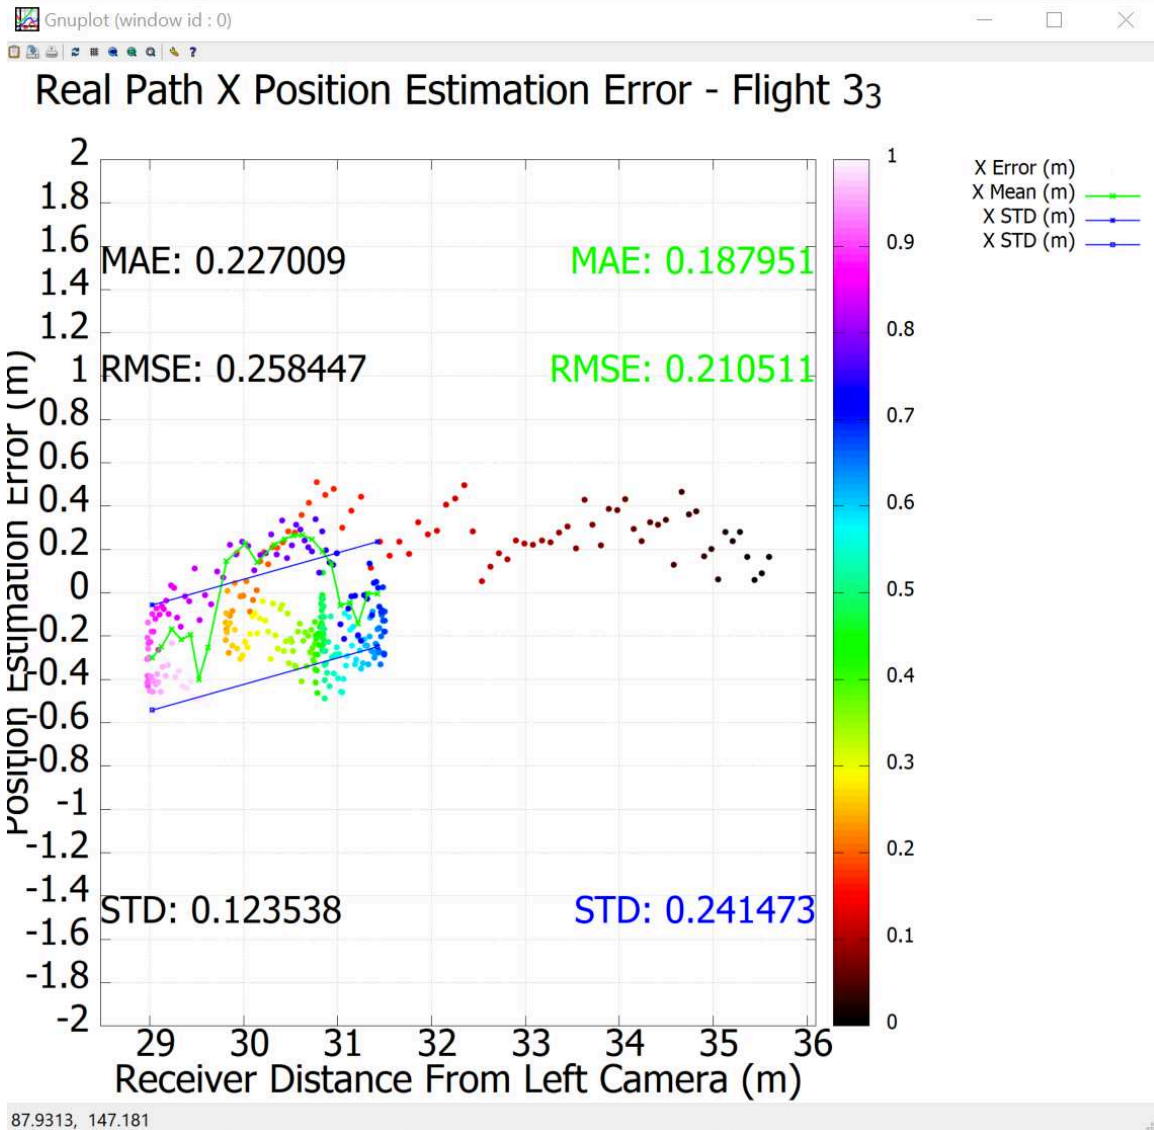 Gnuplot (window id : 0)
Real Path X Position Estimation Error - Flight 3₃
Position Estimation Error (m)
2
1.8
1.6
1.4
1.2
1
0.8
0.6
0.4
0.2
0
-0.2
-0.4
-0.6
-0.8
-1
-1.2
-1.4
-1.6
-1.8
-2
MAE: 0.227009
MAE: 0.187951
RMSE: 0.258447
RMSE: 0.210511
STD: 0.123538
STD: 0.241473
29 30 31 32 33 34 35 36
Receiver Distance From Left Camera (m)
1
0.9
0.8
0.7
0.6
0.5
0.4
0.3
0.2
0.1
0
X Error (m)
X Mean (m)
X STD (m)
X STD (m)
87.9313, 147.181